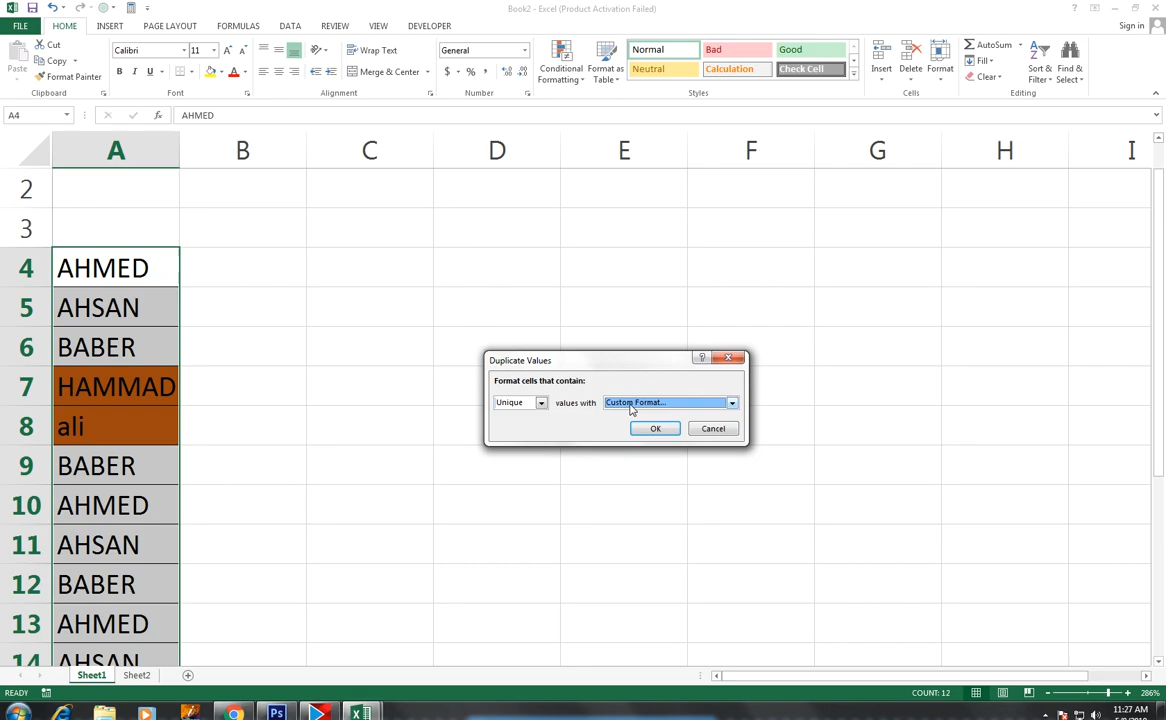 Book2 - Excel (Product Activation Failed)
FILE HOME INSERT PAGE LAYOUT FORMULAS DATA REVIEW VIEW DEVELOPER Sign in
Paste Cut Copy Format Painter
Clipboard
Calibri 11
B I U A
Font
Wrap Text
Merge & Center
Alignment
General
$ % ,
Number
Conditional Formatting
Format as Table
Normal Bad Good
Neutral Calculation Check Cell
Styles
Insert Delete Format
Cells
AutoSum
Fill
Clear
Sort & Filter
Find & Select
Editing
A4 fx AHMED
A B C D E F G H I
2
3
4 AHMED
5 AHSAN
6 BABER
7 HAMMAD
8 ali
9 BABER
10 AHMED
11 AHSAN
12 BABER
13 AHMED
14 AHSAN
Duplicate Values
Format cells that contain:
Unique values with Custom Format...
OK Cancel
Sheet1 Sheet2
READY COUNT: 12 286%
11:27 AM